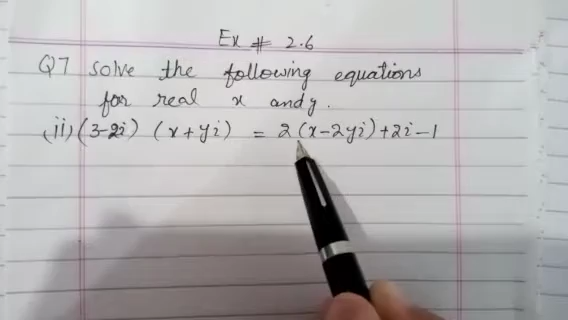 Ex # 2.6
Q7 solve the following equations
for real x and y.
(ii) (3-2i) (x+yi) = 2(x-2yi)+2i-1